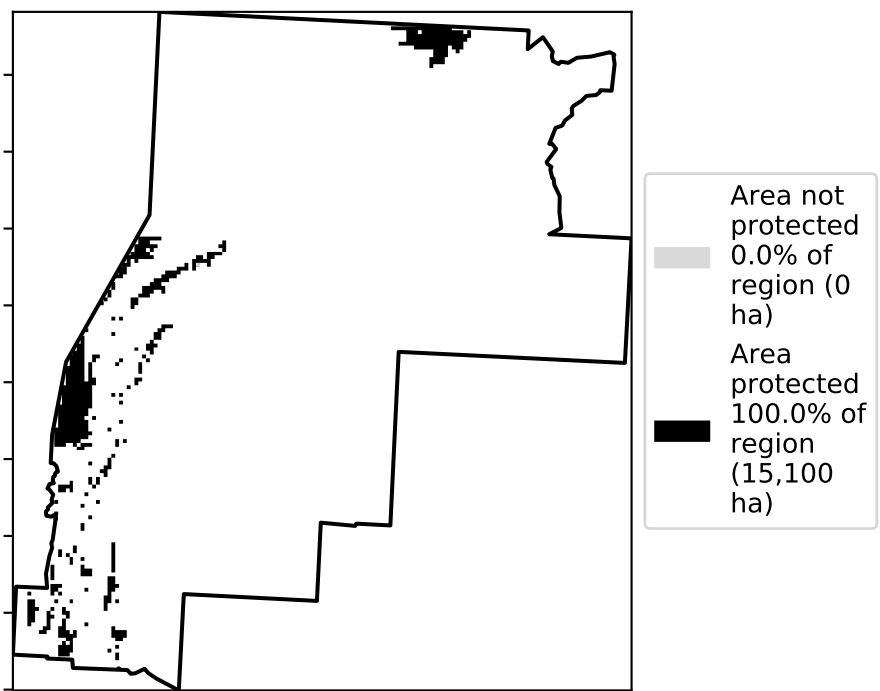 Area not
protected
0.0% of
region (0
ha)
Area
protected
100.0% of
region
(15,100
ha)